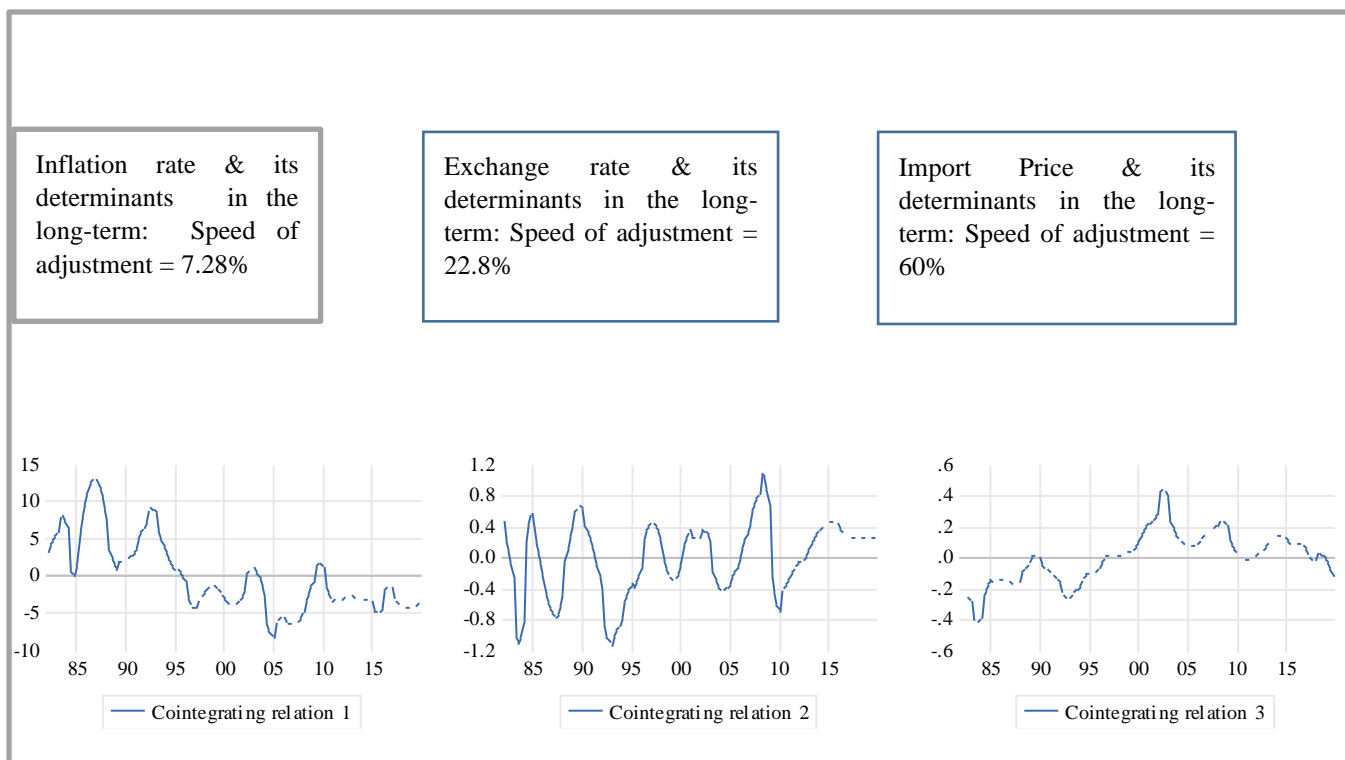 Inflation rate & its
determinants in the
long-term: Speed of
adjustment = 7.28%
Exchange rate & its
determinants in the long-
term: Speed of adjustment =
22.8%
Import Price & its
determinants in the long-
term: Speed of adjustment =
60%
15
10
5
0
-5
-10
85 90 95 00 05 10 15
Cointegrating relation 1
1.2
0.8
0.4
0.0
-0.4
-0.8
-1.2
85 90 95 00 05 10 15
Cointegrating relation 2
.6
.4
.2
.0
-.2
-.4
-.6
85 90 95 00 05 10 15
Cointegrating relation 3